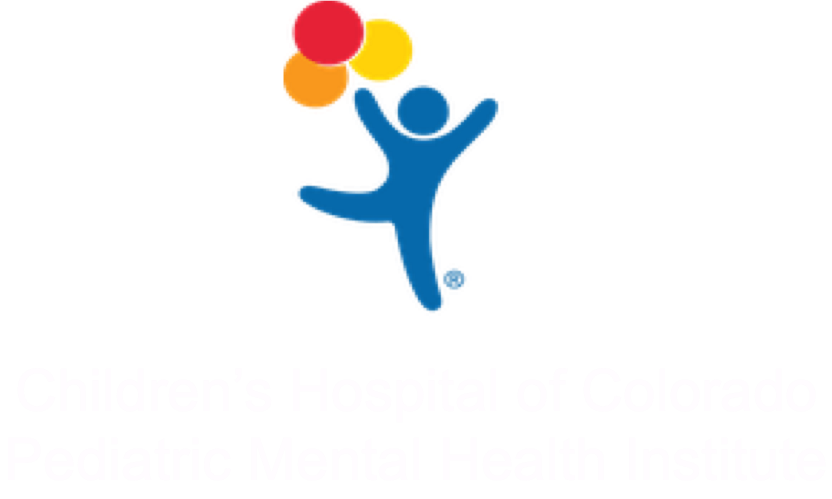 ®
Children's Hospital of Colorado
Pediatric Mental Health Institute